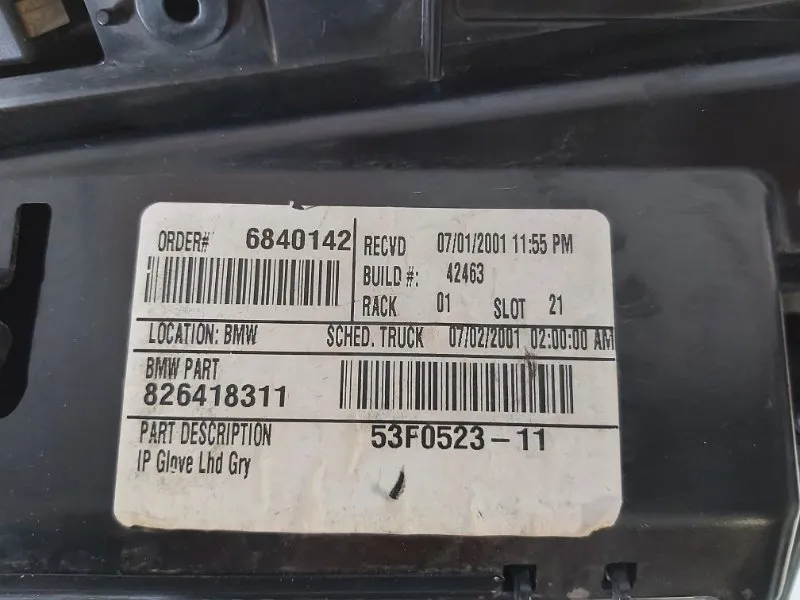 ORDER# 6840142
RECVD 07/01/2001 11:55 PM
BUILD #: 42463
RACK 01 SLOT 21
LOCATION: BMW SCHED. TRUCK 07/02/2001 02:00:00 AM
BMW PART
826418311
PART DESCRIPTION 53F0523-11
IP Glove Lhd Gry